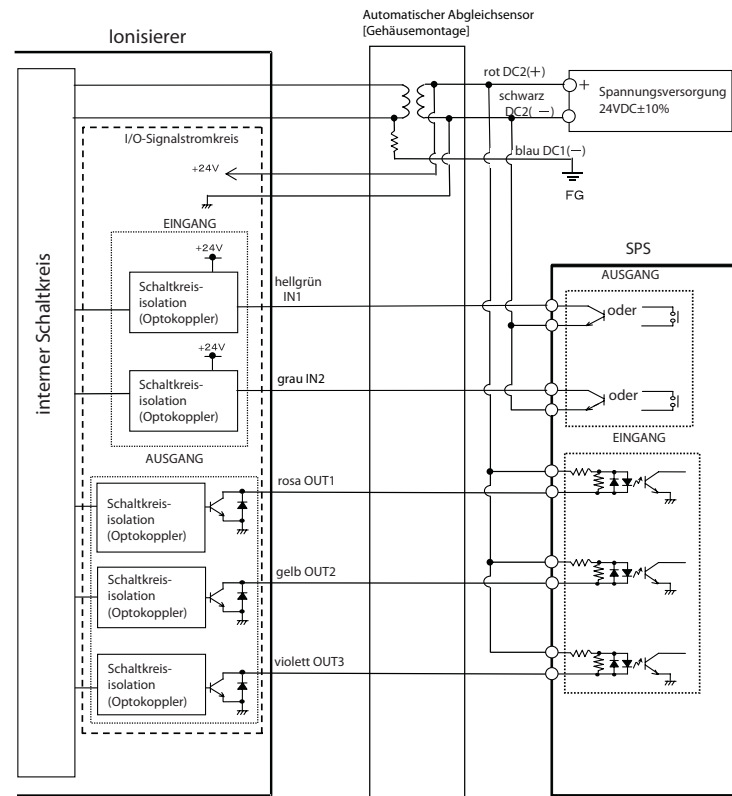 Automatischer Abgleichsensor
[Gehäusemontage]
Ionisierer
rot DC2(+)
+
Spannungsversorgung
24VDC±10%
schwarz
DC2(—)
I/O-Signalstromkreis
blau DC1(—)
+24V
FG
EINGANG
+24V
SPS
AUSGANG
interner Schaltkreis
Schaltkreis-
isolation
(Optokoppler)
hellgrün
IN1
oder
+24V
Schaltkreis-
isolation
(Optokoppler)
grau IN2
oder
EINGANG
AUSGANG
rosa OUT1
Schaltkreis-
isolation
(Optokoppler)
gelb OUT2
Schaltkreis-
isolation
(Optokoppler)
violett OUT3
Schaltkreis-
isolation
(Optokoppler)